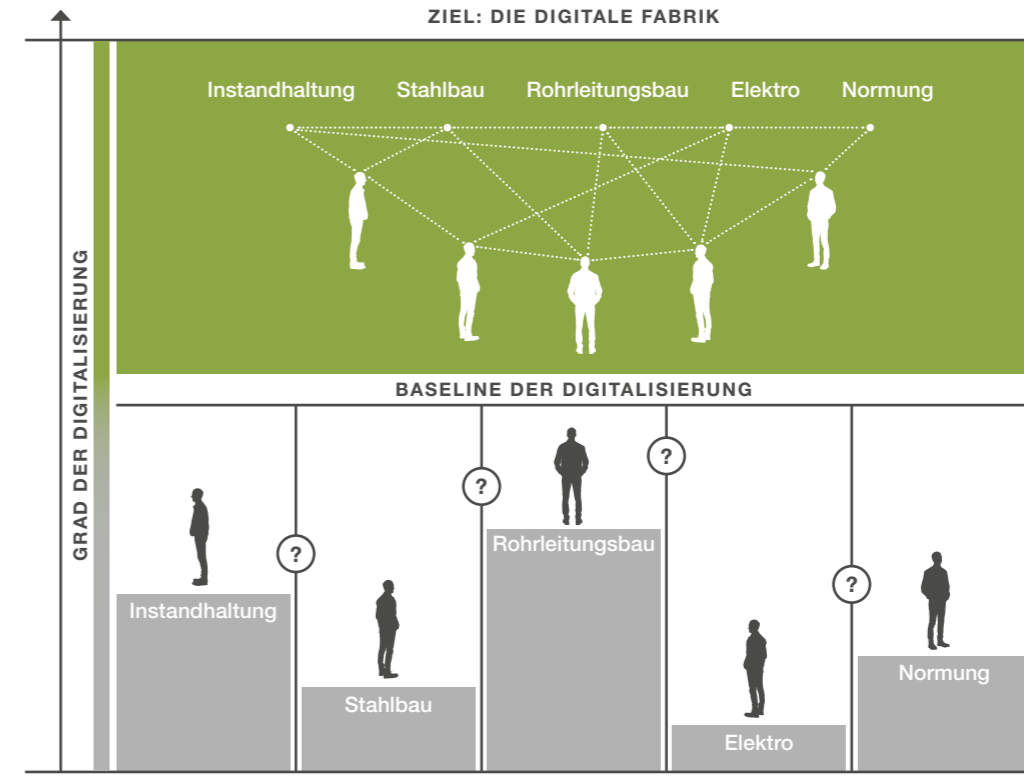 ZIEL: DIE DIGITALE FABRIK
Instandhaltung Stahlbau Rohrleitungsbau Elektro Normung
GRAD DER DIGITALISIERUNG
BASELINE DER DIGITALISIERUNG
?
?
?
?
Instandhaltung
Stahlbau
Rohrleitungsbau
Elektro
Normung